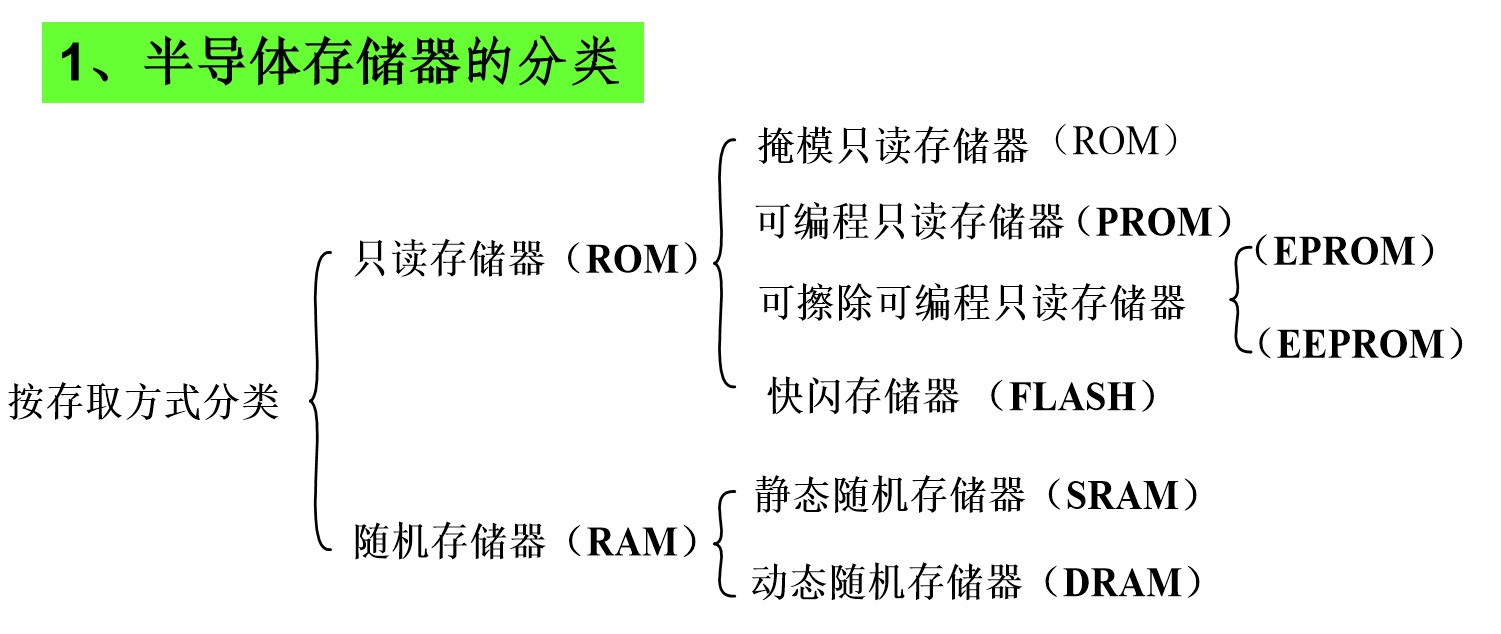 1、半导体存储器的分类
掩模只读存储器（ROM）
可编程只读存储器（PROM）
只读存储器（ROM）
（EPROM）
可擦除可编程只读存储器
（EEPROM）
快闪存储器（FLASH）
按存取方式分类
静态随机存储器（SRAM）
随机存储器（RAM）
动态随机存储器（DRAM）